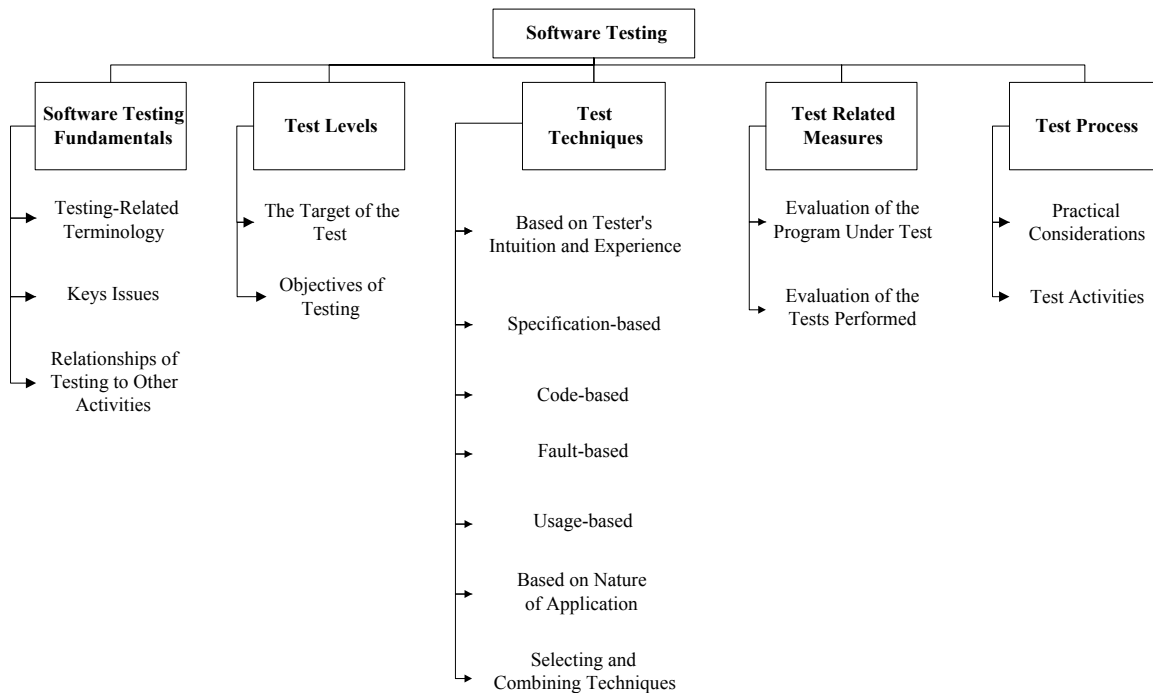 Software Testing
Software Testing
Fundamentals
Testing-Related
Terminology
Keys Issues
Relationships of
Testing to Other
Activities
Test Levels
The Target of the
Test
Objectives of
Testing
Test
Techniques
Based on Tester's
Intuition and Experience
Specification-based
Code-based
Fault-based
Usage-based
Based on Nature
of Application
Selecting and
Combining Techniques
Test Related
Measures
Evaluation of the
Program Under Test
Evaluation of the
Tests Performed
Test Process
Practical
Considerations
Test Activities